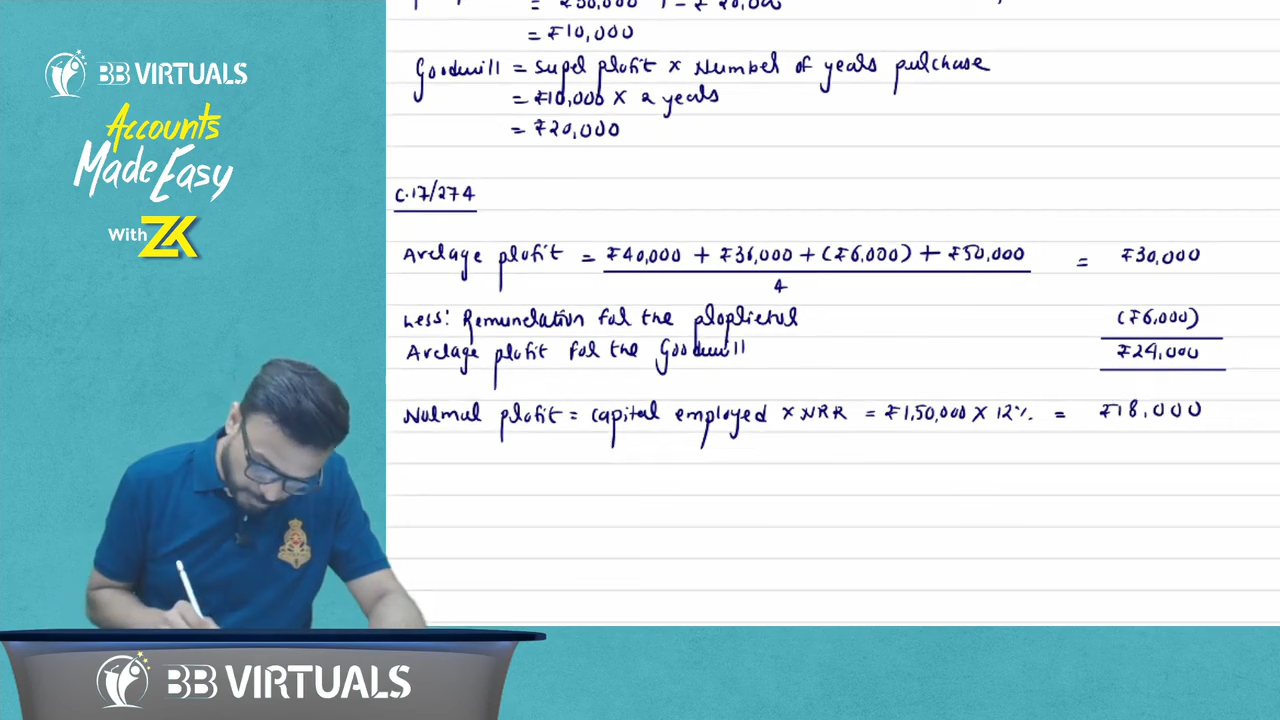 BB VIRTUALS
Accounts
Made Easy
With ZK
= ₹10,000
Goodwill = Super profit × Number of years purchase
= ₹10,000 × 2 years
= ₹20,000
C.17/274
Average profit = ₹40,000 + ₹36,000 + (₹6,000) + ₹50,000 = ₹30,000
4
Less: Remuneration for the proprietor (₹6,000)
Average profit for the Goodwill ₹24,000
Normal profit = Capital employed × NRR = ₹1,50,000 × 12% = ₹18,000
BB VIRTUALS